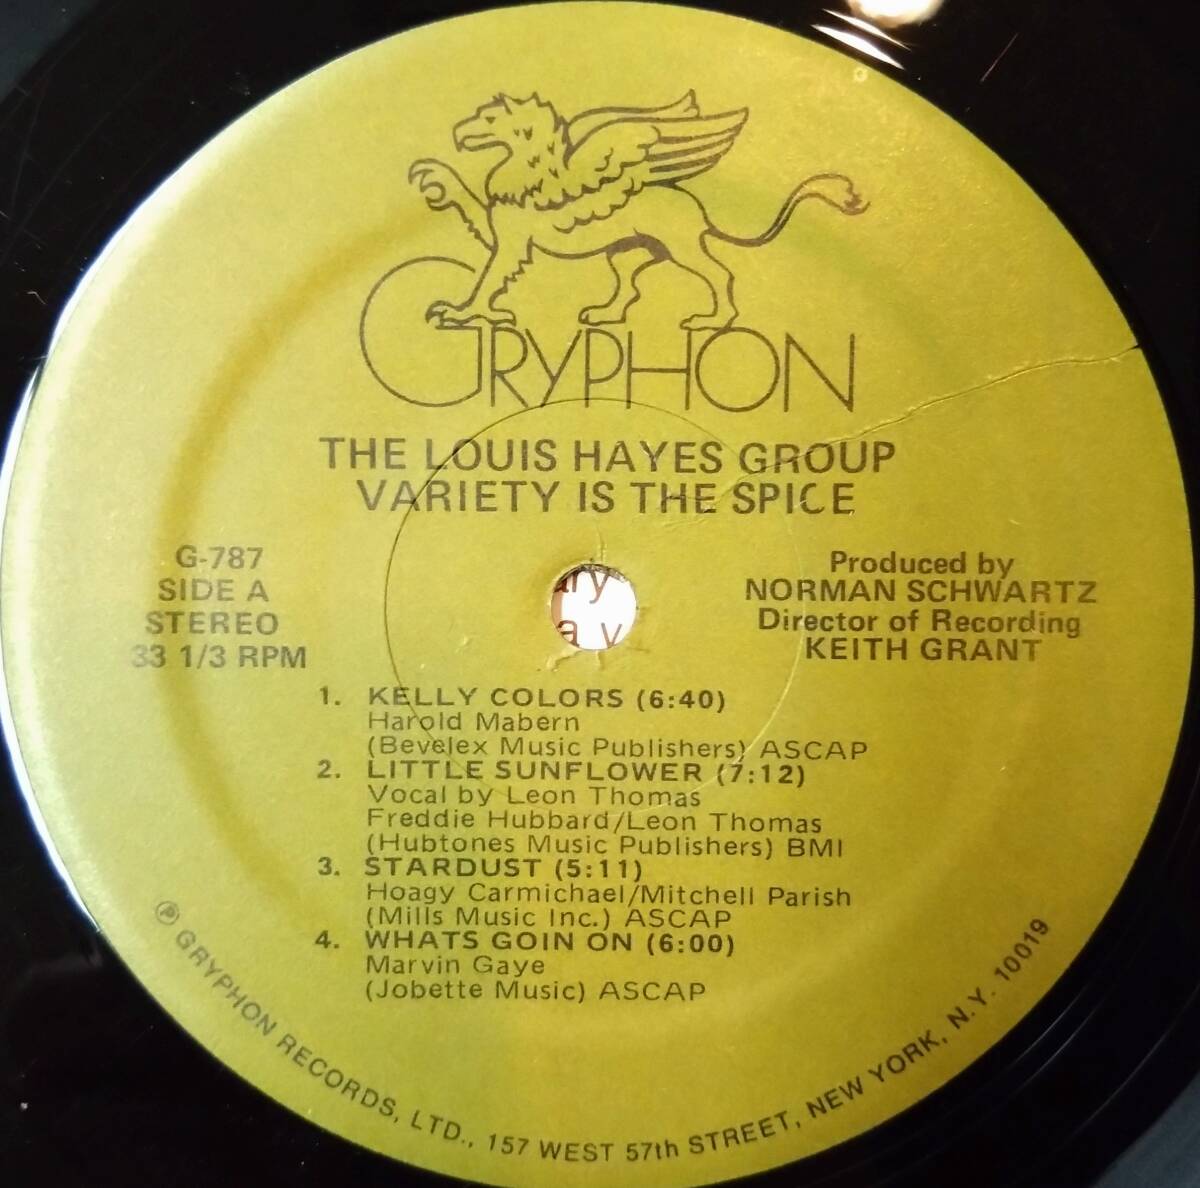 GRYPHON
THE LOUIS HAYES GROUP
VARIETY IS THE SPICE
G-787
SIDE A
STEREO
33 1/3 RPM
Produced by
NORMAN SCHWARTZ
Director of Recording
KEITH GRANT
ary
a v
1. KELLY COLORS (6:40)
Harold Mabern
(Bevelex Music Publishers) ASCAP
2. LITTLE SUNFLOWER (7:12)
Vocal by Leon Thomas
Freddie Hubbard/Leon Thomas
(Hubtones Music Publishers) BMI
3. STARDUST (5:11)
Hoagy Carmichael/Mitchell Parish
(Mills Music Inc.) ASCAP
4. WHATS GOIN ON (6:00)
Marvin Gaye
(Jobette Music) ASCAP
℗ GRYPHON RECORDS, LTD., 157 WEST 57th STREET, NEW YORK, N.Y. 10019